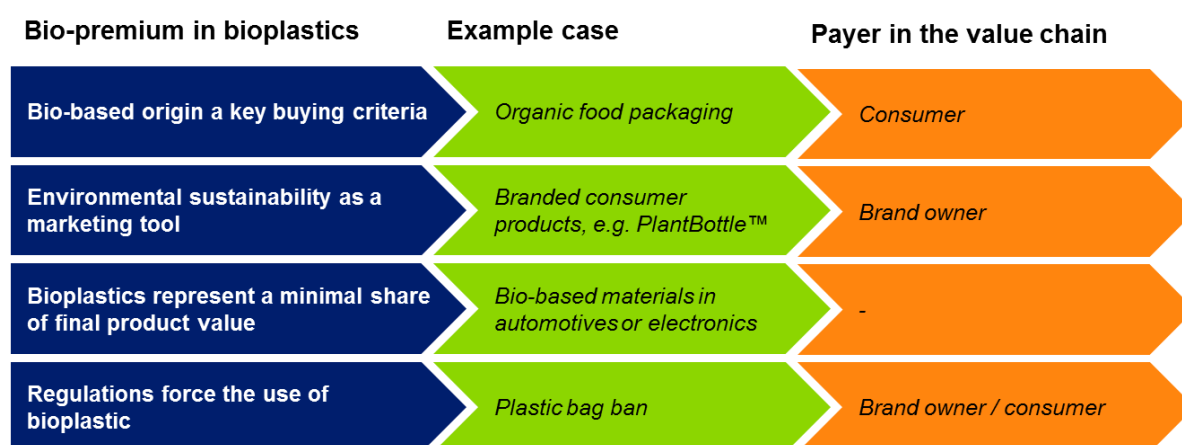 Bio-premium in bioplastics
Example case
Payer in the value chain
Bio-based origin a key buying criteria
Organic food packaging
Consumer
Environmental sustainability as a
marketing tool
Branded consumer
products, e.g. PlantBottle™
Brand owner
Bioplastics represent a minimal share
of final product value
Bio-based materials in
automotives or electronics
-
Regulations force the use of
bioplastic
Plastic bag ban
Brand owner / consumer